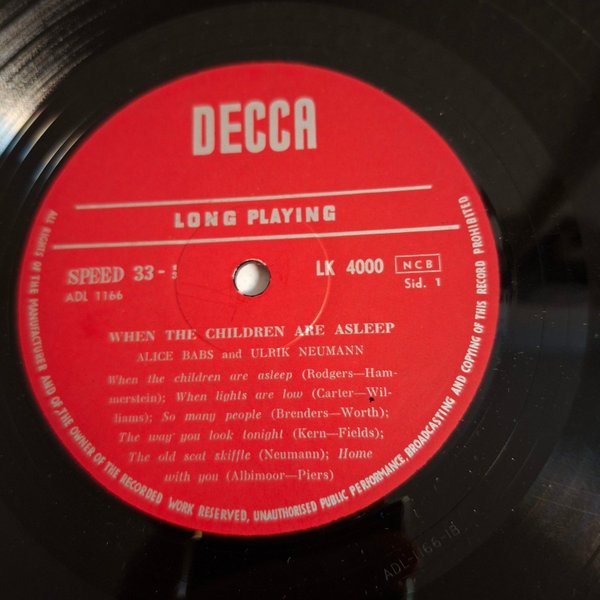 DECCA
LONG PLAYING
SPEED 33-⅓
LK 4000 NCB
ADL 1166
Sid. 1
WHEN THE CHILDREN ARE ASLEEP
ALICE BABS and ULRIK NEUMANN
When the children are asleep (Rodgers—Ham-
merstein); When lights are low (Carter—Wil-
liams); So many people (Brenders—Worth);
The way you look tonight (Kern—Fields);
The old scat skiffle (Neumann); Home
with you (Albimoor—Piers)
ALL RIGHTS OF THE MANUFACTURER AND OF THE OWNER OF THE RECORDED WORK RESERVED, UNAUTHORISED PUBLIC PERFORMANCE, BROADCASTING AND COPYING OF THIS RECORD PROHIBITED
ADL-1166-1B